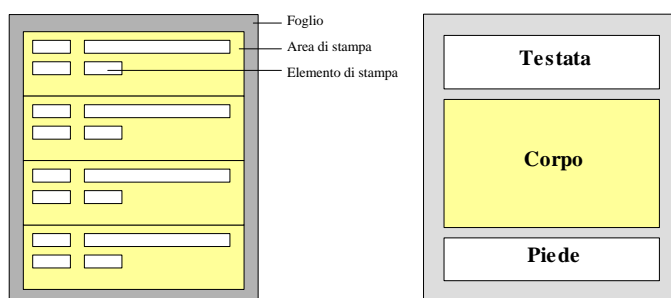 Foglio
Area di stampa
Elemento di stampa
Testata
Corpo
Piede